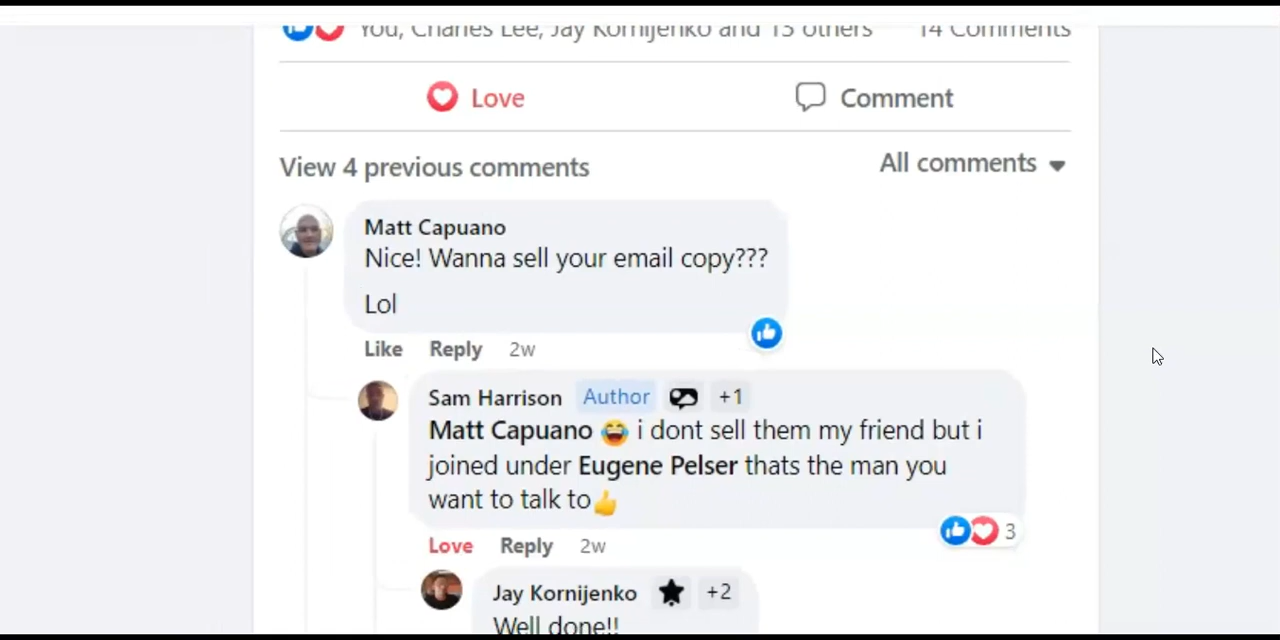 You, Charles Lee, Jay Kornijenko and 15 others 14 Comments
Love Comment
View 4 previous comments All comments
Matt Capuano
Nice! Wanna sell your email copy???
Lol
Like Reply 2w
Sam Harrison Author +1
Matt Capuano 😂 i dont sell them my friend but i
joined under Eugene Pelser thats the man you
want to talk to👍
3
Love Reply 2w
Jay Kornijenko +2
Well done!!